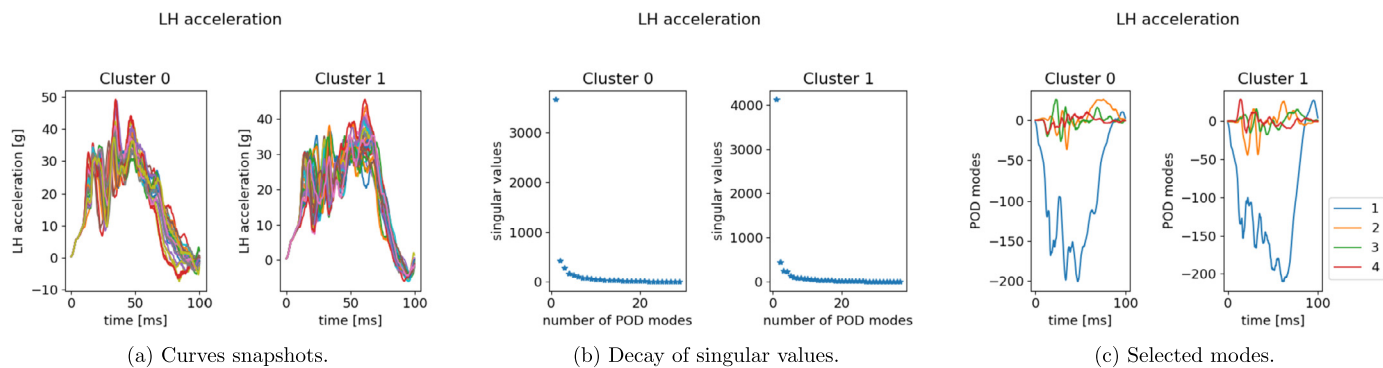 LH acceleration
Cluster 0
Cluster 1
LH acceleration [g]
50
40
30
20
10
0
−10
0
50
100
time [ms]
LH acceleration [g]
40
30
20
10
0
0
50
100
time [ms]
(a) Curves snapshots.
LH acceleration
Cluster 0
Cluster 1
singular values
3000
2000
1000
0
0
20
number of POD modes
singular values
4000
3000
2000
1000
0
0
20
number of POD modes
(b) Decay of singular values.
LH acceleration
Cluster 0
Cluster 1
POD modes
0
−50
−100
−150
−200
0
100
time [ms]
POD modes
0
−50
−100
−150
−200
0
100
time [ms]
1
2
3
4
(c) Selected modes.